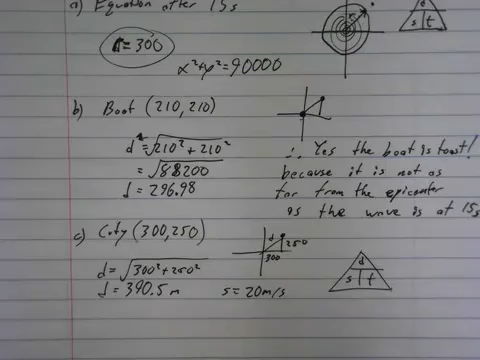 a) Equation after 15s
r = 300
x²+y²=90000
s t
b) Boat (210, 210)
d = √210² + 210²
= √88200
d = 296.98
∴ Yes the boat is toast!
because it is not as
far from the epicenter
as the wave is at 15s
c) City (300, 250)
d 250
300
d = √300² + 250²
d = 390.5 m s = 20m/s
d
s t